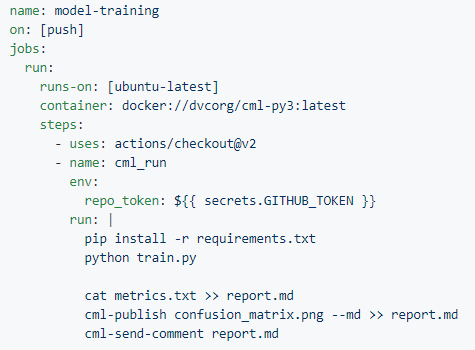 name: model-training
on: [push]
jobs:
  run:
    runs-on: [ubuntu-latest]
    container: docker://dvcorg/cml-py3:latest
    steps:
      - uses: actions/checkout@v2
      - name: cml_run
        env:
          repo_token: ${{ secrets.GITHUB_TOKEN }}
        run: |
          pip install -r requirements.txt
          python train.py

          cat metrics.txt >> report.md
          cml-publish confusion_matrix.png --md >> report.md
          cml-send-comment report.md